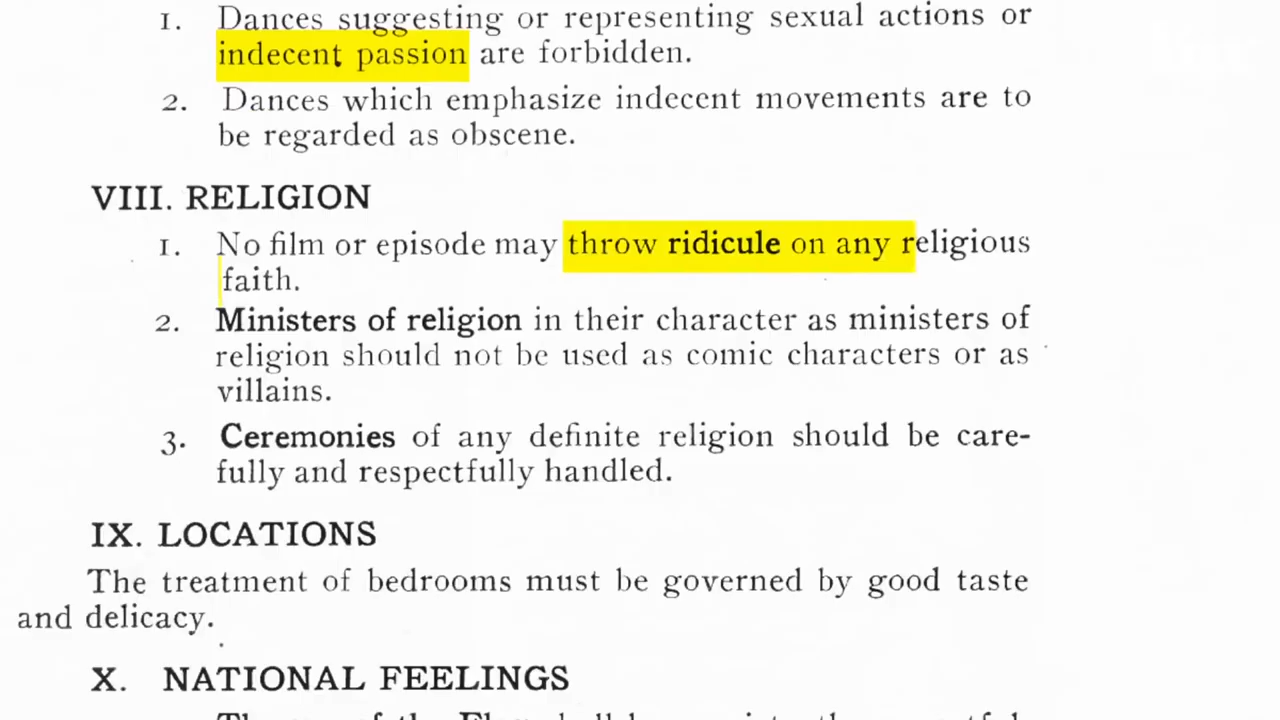 1. Dances suggesting or representing sexual actions or
indecent passion are forbidden.
2. Dances which emphasize indecent movements are to
be regarded as obscene.
VIII. RELIGION
1. No film or episode may throw ridicule on any religious
faith.
2. Ministers of religion in their character as ministers of
religion should not be used as comic characters or as
villains.
3. Ceremonies of any definite religion should be care-
fully and respectfully handled.
IX. LOCATIONS
The treatment of bedrooms must be governed by good taste
and delicacy.
X. NATIONAL FEELINGS